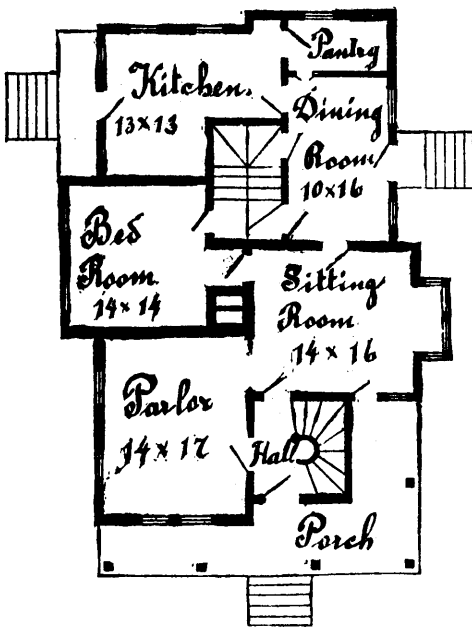 Pantry
Kitchen.
13 x 13
Dining
Room
10 x 16
Bed
Room
14 x 14
Sitting
Room
14 x 16
Parlor
14 x 17
Hall
Porch